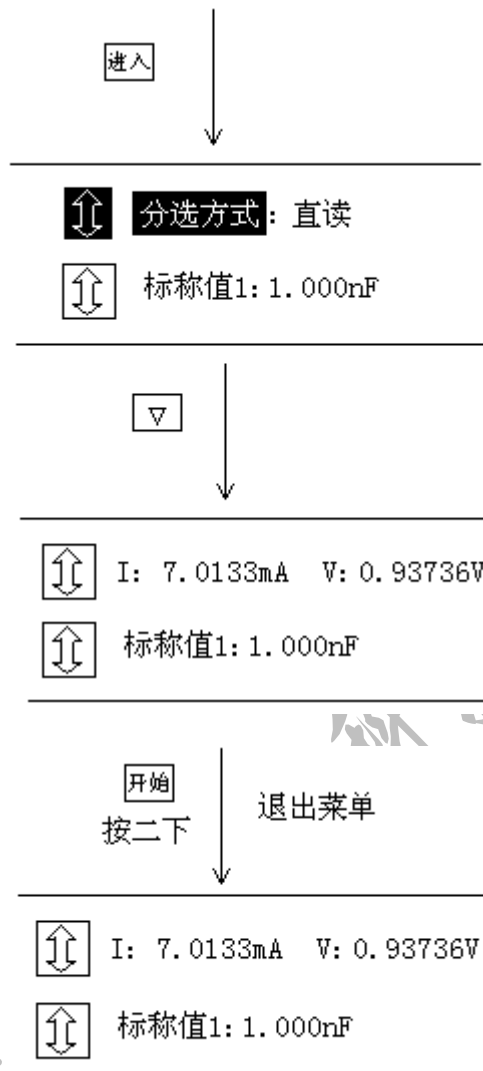 进入
分选方式：直读
标称值1：1.000nF
▽
I: 7.0133mA V: 0.93736V
标称值1：1.000nF
开始
按二下
退出菜单
I: 7.0133mA V: 0.93736V
标称值1：1.000nF